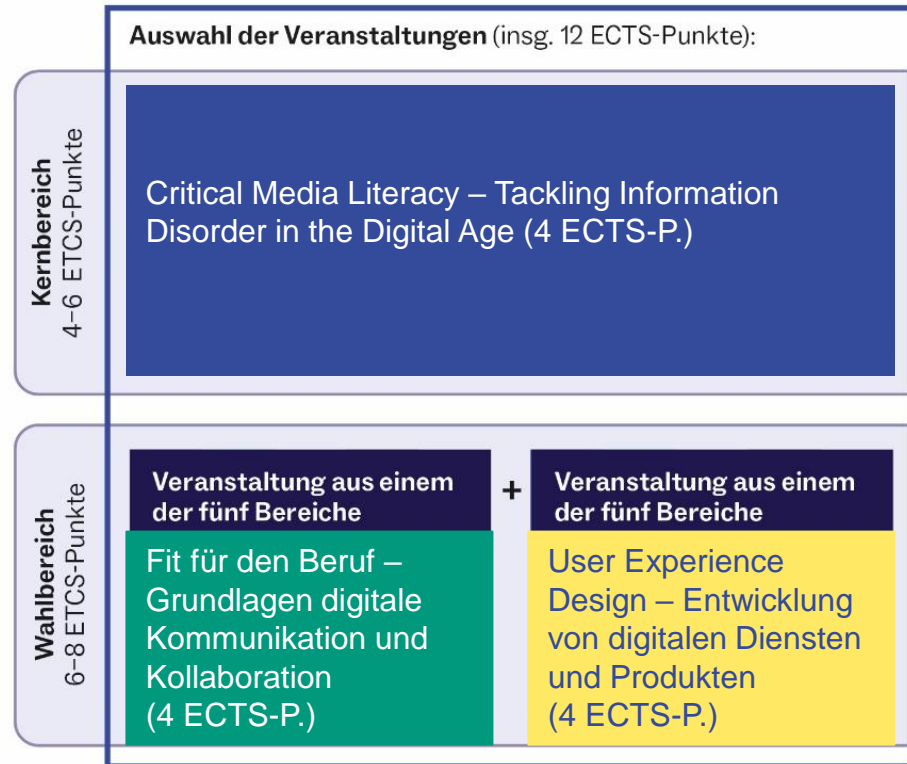 Auswahl der Veranstaltungen (insg. 12 ECTS-Punkte):
Kernbereich
4–6 ETCS-Punkte
Critical Media Literacy – Tackling Information
Disorder in the Digital Age (4 ECTS-P.)
Wahlbereich
6–8 ETCS-Punkte
Veranstaltung aus einem
der fünf Bereiche
Fit für den Beruf –
Grundlagen digitale
Kommunikation und
Kollaboration
(4 ECTS-P.)
+
Veranstaltung aus einem
der fünf Bereiche
User Experience
Design – Entwicklung
von digitalen Diensten
und Produkten
(4 ECTS-P.)